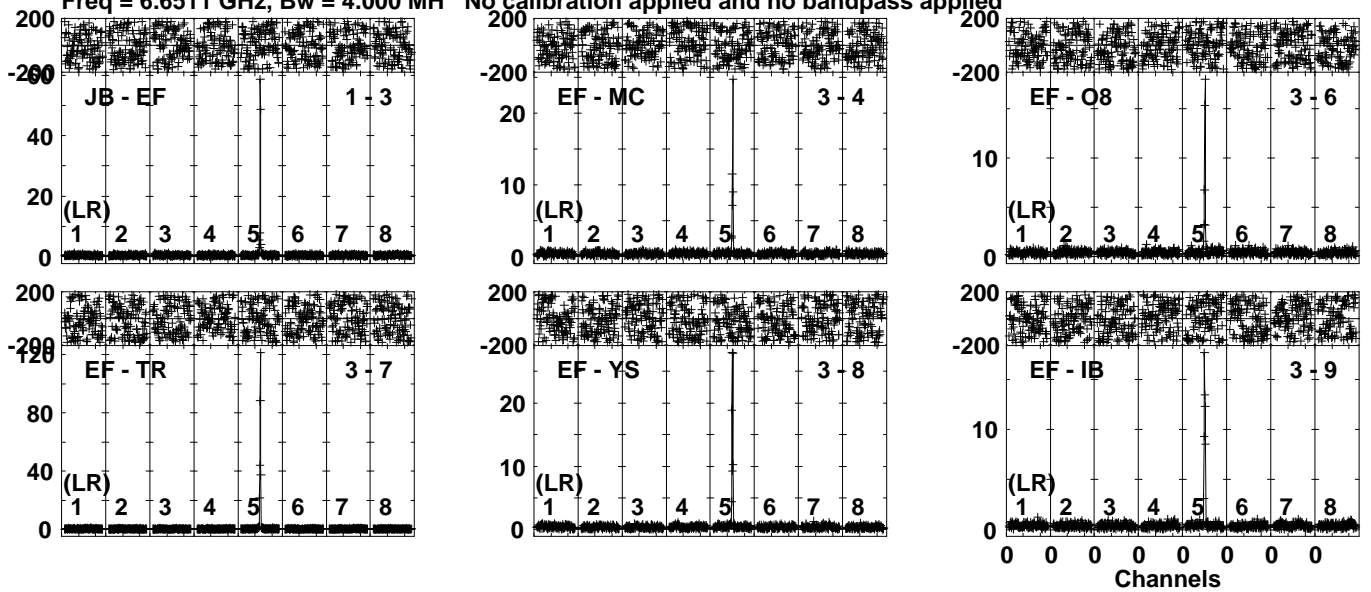 Freq = 6.6511 GHz, Bw = 4.000 MH No calibration applied and no bandpass applied
200
-200
60
40
20
0
JB - EF 1 - 3
(LR)
1 2 3 4 5 6 7 8
200
-200
20
10
0
EF - MC 3 - 4
(LR)
1 2 3 4 5 6 7 8
200
-200
10
0
EF - O8 3 - 6
(LR)
1 2 3 4 5 6 7 8
200
-200
120
80
40
0
EF - TR 3 - 7
(LR)
1 2 3 4 5 6 7 8
200
-200
20
10
0
EF - YS 3 - 8
(LR)
1 2 3 4 5 6 7 8
200
-200
10
0
EF - IB 3 - 9
(LR)
1 2 3 4 5 6 7 8
0 0 0 0 0 0 0 0
Channels